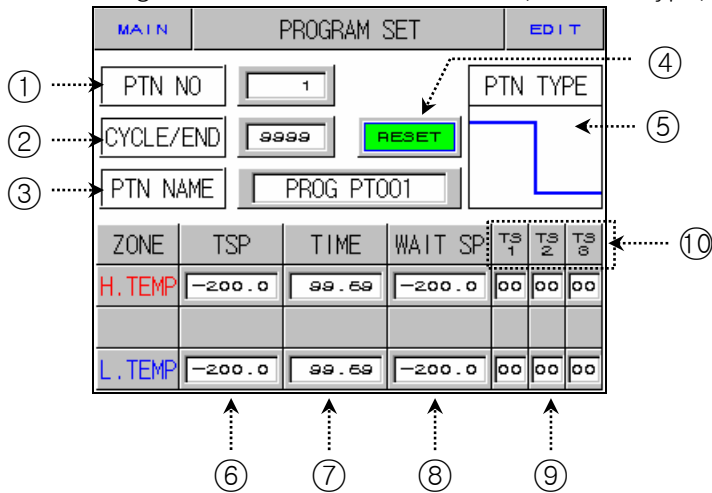 MAIN PROGRAM SET EDIT
④
① PTN NO 1 PTN TYPE
② CYCLE/END 9999 RESET ⑤
③ PTN NAME PROG PT001
ZONE TSP TIME WAIT SP TS 1 TS 2 TS 3 ⑩
H.TEMP -200.0 99.59 -200.0 00 00 00
L.TEMP -200.0 99.59 -200.0 00 00 00
⑥ ⑦ ⑧ ⑨